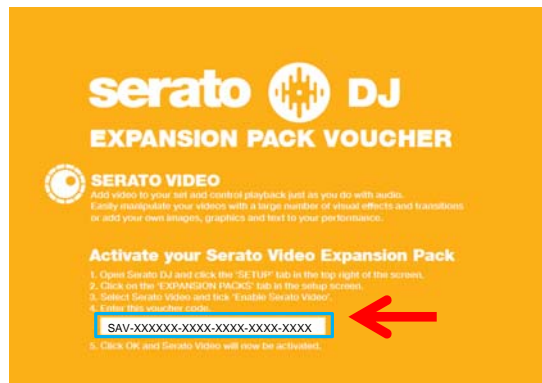 serato DJ
EXPANSION PACK VOUCHER
SERATO VIDEO
Add video to your set and control playback just as you do with audio.
Easily manipulate your videos with a large number of visual effects and transitions
or add your own images, graphics and text to your performance.
Activate your Serato Video Expansion Pack
1. Open Serato DJ and click the 'SETUP' tab in the top right of the screen.
2. Click on the 'EXPANSION PACKS' tab in the setup screen.
3. Select Serato Video and tick 'Enable Serato Video'.
4. Enter this voucher code.
SAV-XXXXXX-XXXX-XXXX-XXXX-XXXX
5. Click OK and Serato Video will now be activated.